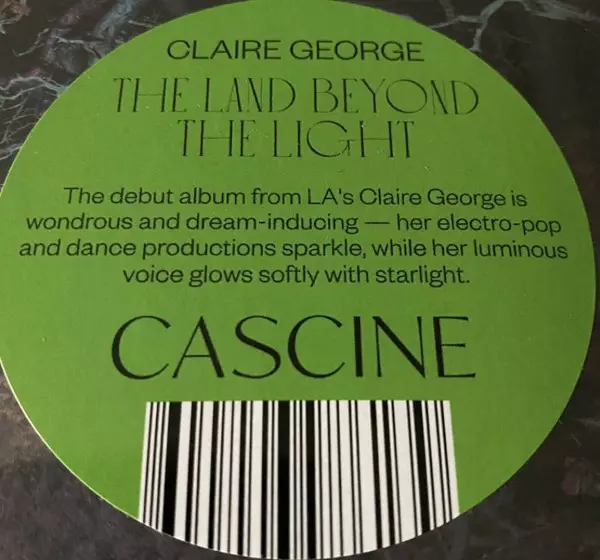 CLAIRE GEORGE
THE LAND BEYOND
THE LIGHT
The debut album from LA's Claire George is
wondrous and dream-inducing — her electro-pop
and dance productions sparkle, while her luminous
voice glows softly with starlight.
CASCINE